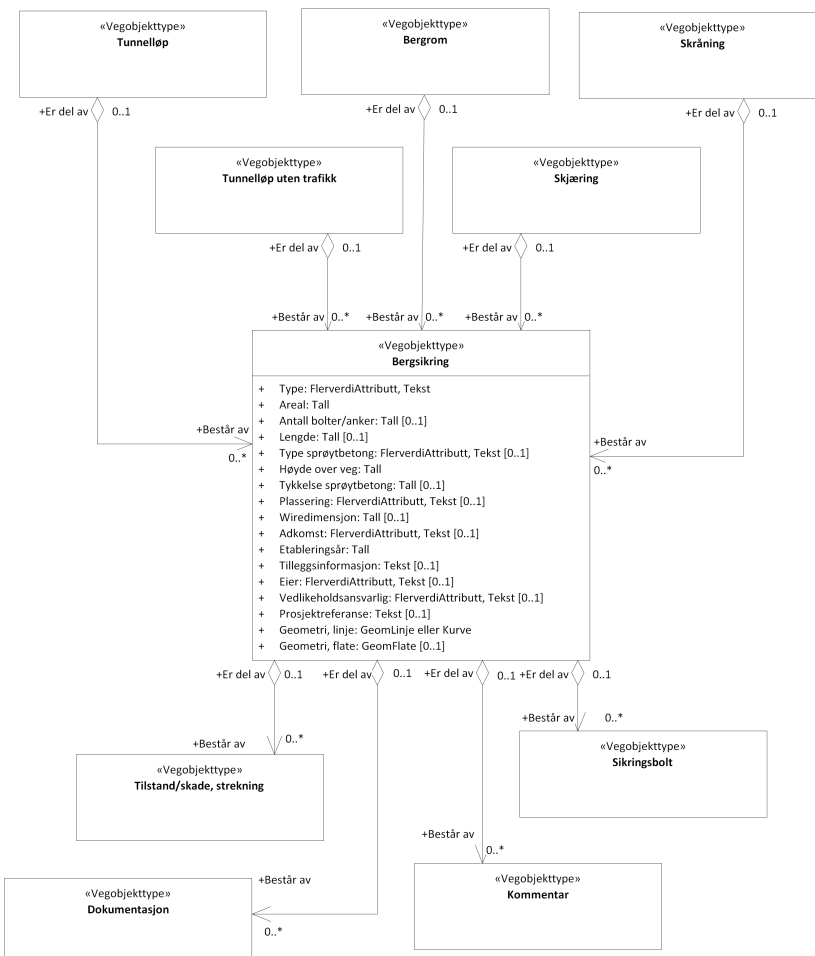 «Vegobjekttype»
Tunnelløp
«Vegobjekttype»
Bergrom
«Vegobjekttype»
Skråning
+Er del av 0..1
+Er del av 0..1
+Er del av 0..1
«Vegobjekttype»
Tunnelløp uten trafikk
«Vegobjekttype»
Skjæring
+Er del av 0..1
+Er del av 0..1
+Består av 0..*
+Består av 0..*
+Består av 0..*
«Vegobjekttype»
Bergsikring
+ Type: FlerverdiAttributt, Tekst
+ Areal: Tall
+ Antall bolter/anker: Tall [0..1]
+ Lengde: Tall [0..1]
+ Type sprøytbetong: FlerverdiAttributt, Tekst [0..1]
+ Høyde over veg: Tall
+ Tykkelse sprøytbetong: Tall [0..1]
+ Plassering: FlerverdiAttributt, Tekst [0..1]
+ Wiredimensjon: Tall [0..1]
+ Adkomst: FlerverdiAttributt, Tekst [0..1]
+ Etableringsår: Tall
+ Tilleggsinformasjon: Tekst [0..1]
+ Eier: FlerverdiAttributt, Tekst [0..1]
+ Vedlikeholdsansvarlig: FlerverdiAttributt, Tekst [0..1]
+ Prosjektreferanse: Tekst [0..1]
+ Geometri, linje: GeomLinje eller Kurve
+ Geometri, flate: GeomFlate [0..1]
+Består av
0..*
+Består av
0..*
+Er del av 0..1
+Er del av 0..1
+Er del av 0..1
+Er del av 0..1
+Består av 0..*
+Består av 0..*
«Vegobjekttype»
Sikringsbolt
«Vegobjekttype»
Tilstand/skade, strekning
+Består av
0..*
+Består av
0..*
«Vegobjekttype»
Kommentar
«Vegobjekttype»
Dokumentasjon